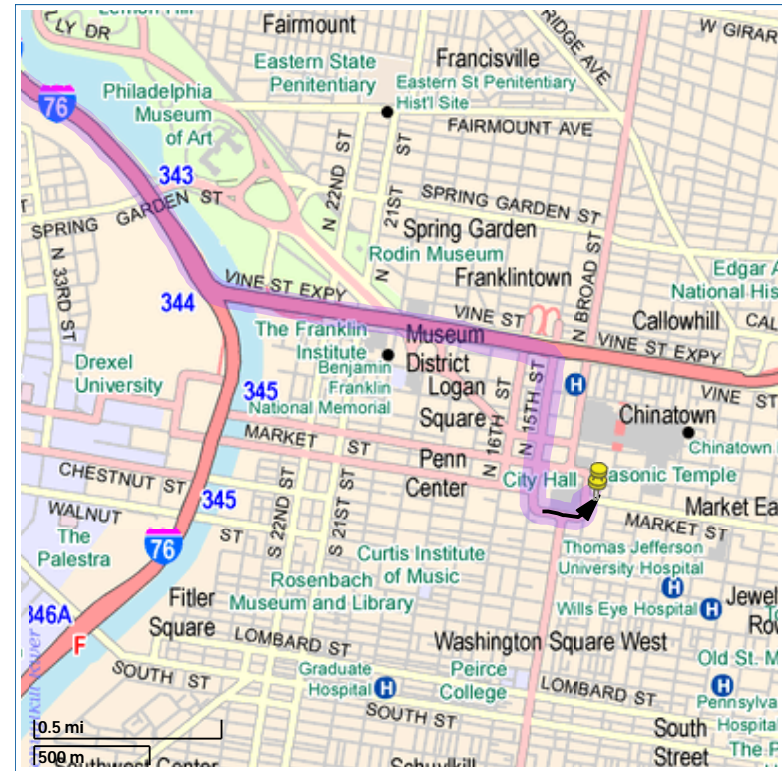 LLY DR
Fairmount
RIDGE AVE
W GIRAR
Eastern State
Penitentiary
Francisville
Eastern St Penitentiary
Hist'l Site
76
Philadelphia
Museum
of Art
FAIRMOUNT AVE
343
N 22ND ST
N 21ST ST
SPRING GARDEN ST
SPRING GARDEN ST
Spring Garden
N 33RD ST
Rodin Museum
Franklintown
N BROAD ST
Edgar A
National His
VINE ST EXPY
344
VINE ST
Callowhill
CAL
The Franklin
Institute
Museum
District
VINE ST EXPY
Benjamin
Franklin
National Memorial
Drexel
University
345
Logan
Square
N 16TH ST
N 15TH ST
H
VINE ST
Chinatown
Chinatown
MARKET ST
Penn
Center
City Hall
asonic Temple
CHESTNUT ST
345
WALNUT ST
Market Ea
MARKET ST
The
Palestra
76
S 22ND ST
S 21ST ST
Curtis Institute
of Music
Thomas Jefferson
University Hospital
H
Rosenbach
Museum and Library
Wills Eye Hospital
H
Jewel
Ro
346A
F
Fitler
Square
LOMBARD ST
Washington Square West
Old St. M
SOUTH ST
Graduate
Hospital
H
Peirce
College
LOMBARD ST
H
Pennsylva
Hospita
SOUTH ST
South
Street
The P
0.5 mi
500 m
Southwest Center
Schuylkill